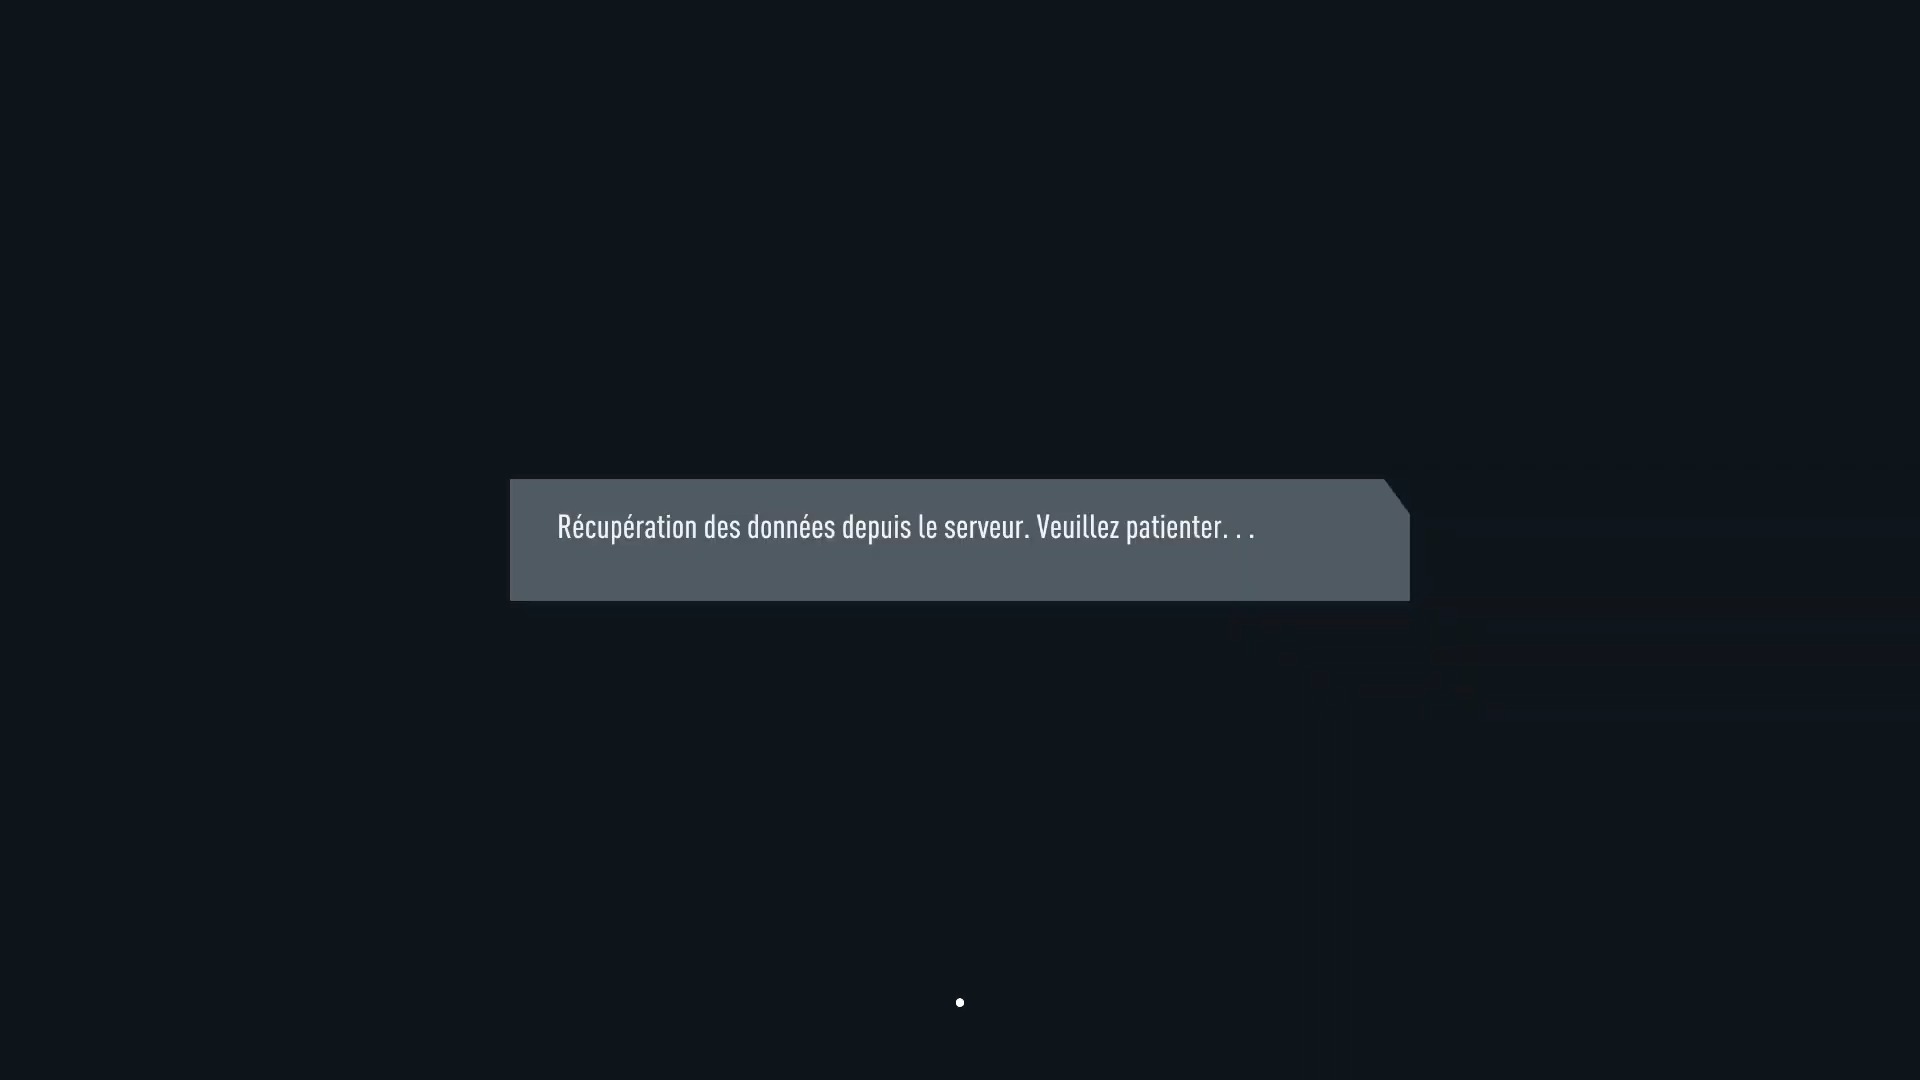 Récupération des données depuis le serveur. Veuillez patienter. . .